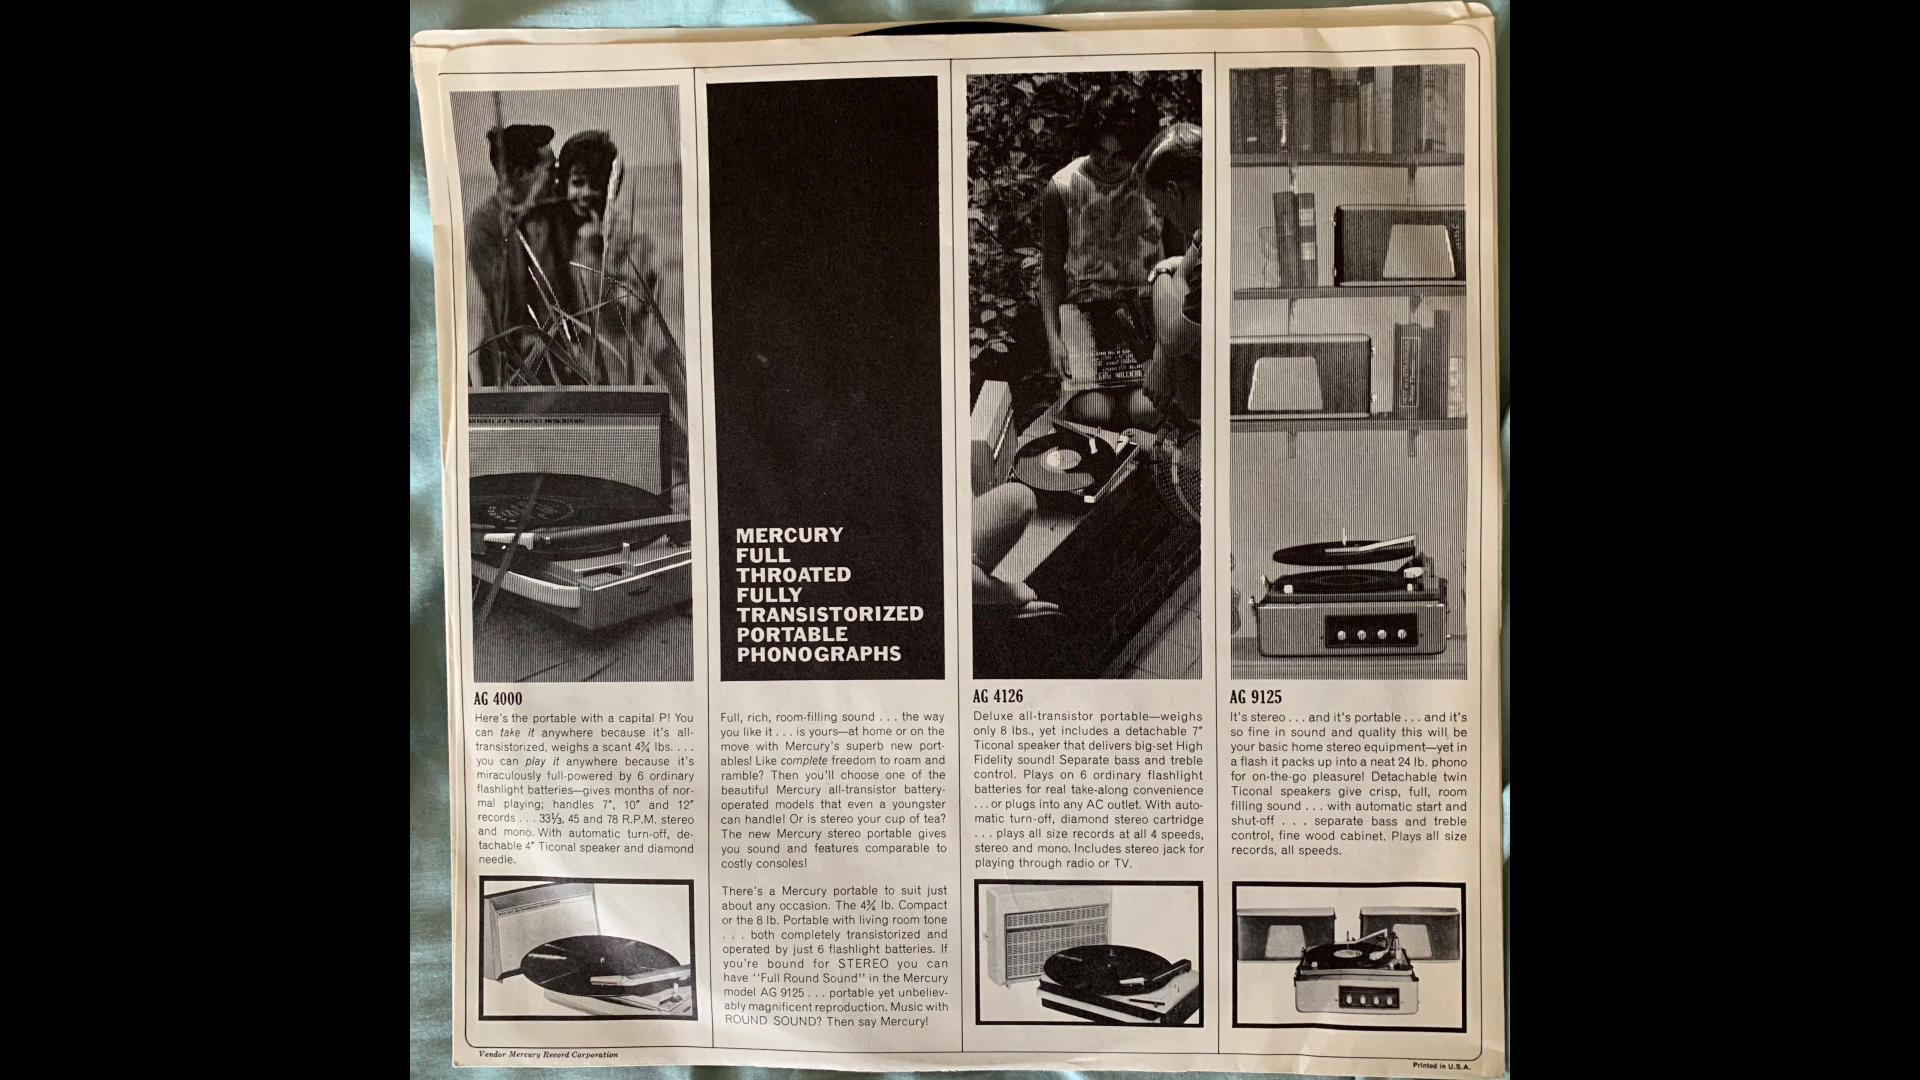 MERCURY
FULL
THROATED
FULLY
TRANSISTORIZED
PORTABLE
PHONOGRAPHS
AG 4000
Here's the portable with a capital P! You
can take it anywhere because it's all-
transistorized, weighs a scant 4¾ lbs. . . .
you can play it anywhere because it's
miraculously full-powered by 6 ordinary
flashlight batteries—gives months of nor-
mal playing; handles 7", 10" and 12"
records . . . 33⅓, 45 and 78 R.P.M. stereo
and mono. With automatic turn-off, de-
tachable 4" Ticonal speaker and diamond
needle.
Full, rich, room-filling sound . . . the way
you like it . . . is yours—at home or on the
move with Mercury's superb new port-
ables! Like complete freedom to roam and
ramble? Then you'll choose one of the
beautiful Mercury all-transistor battery-
operated models that even a youngster
can handle! Or is stereo your cup of tea?
The new Mercury stereo portable gives
you sound and features comparable to
costly consoles!
There's a Mercury portable to suit just
about any occasion. The 4¾ lb. Compact
or the 8 lb. Portable with living room tone
. . . both completely transistorized and
operated by just 6 flashlight batteries. If
you're bound for STEREO you can
have "Full Round Sound" in the Mercury
model AG 9125 . . . portable yet unbeliev-
ably magnificent reproduction. Music with
ROUND SOUND? Then say Mercury!
AG 4126
Deluxe all-transistor portable—weighs
only 8 lbs., yet includes a detachable 7"
Ticonal speaker that delivers big-set High
Fidelity sound! Separate bass and treble
control. Plays on 6 ordinary flashlight
batteries for real take-along convenience
. . . or plugs into any AC outlet. With auto-
matic turn-off, diamond stereo cartridge
. . . plays all size records at all 4 speeds,
stereo and mono. Includes stereo jack for
playing through radio or TV.
AG 9125
It's stereo . . . and it's portable . . . and it's
so fine in sound and quality this will be
your basic home stereo equipment—yet in
a flash it packs up into a neat 24 lb. phono
for on-the-go pleasure! Detachable twin
Ticonal speakers give crisp, full, room
filling sound . . . with automatic start and
shut-off . . . separate bass and treble
control, fine wood cabinet. Plays all size
records, all speeds.
Vendor Mercury Record Corporation
Printed in U.S.A.